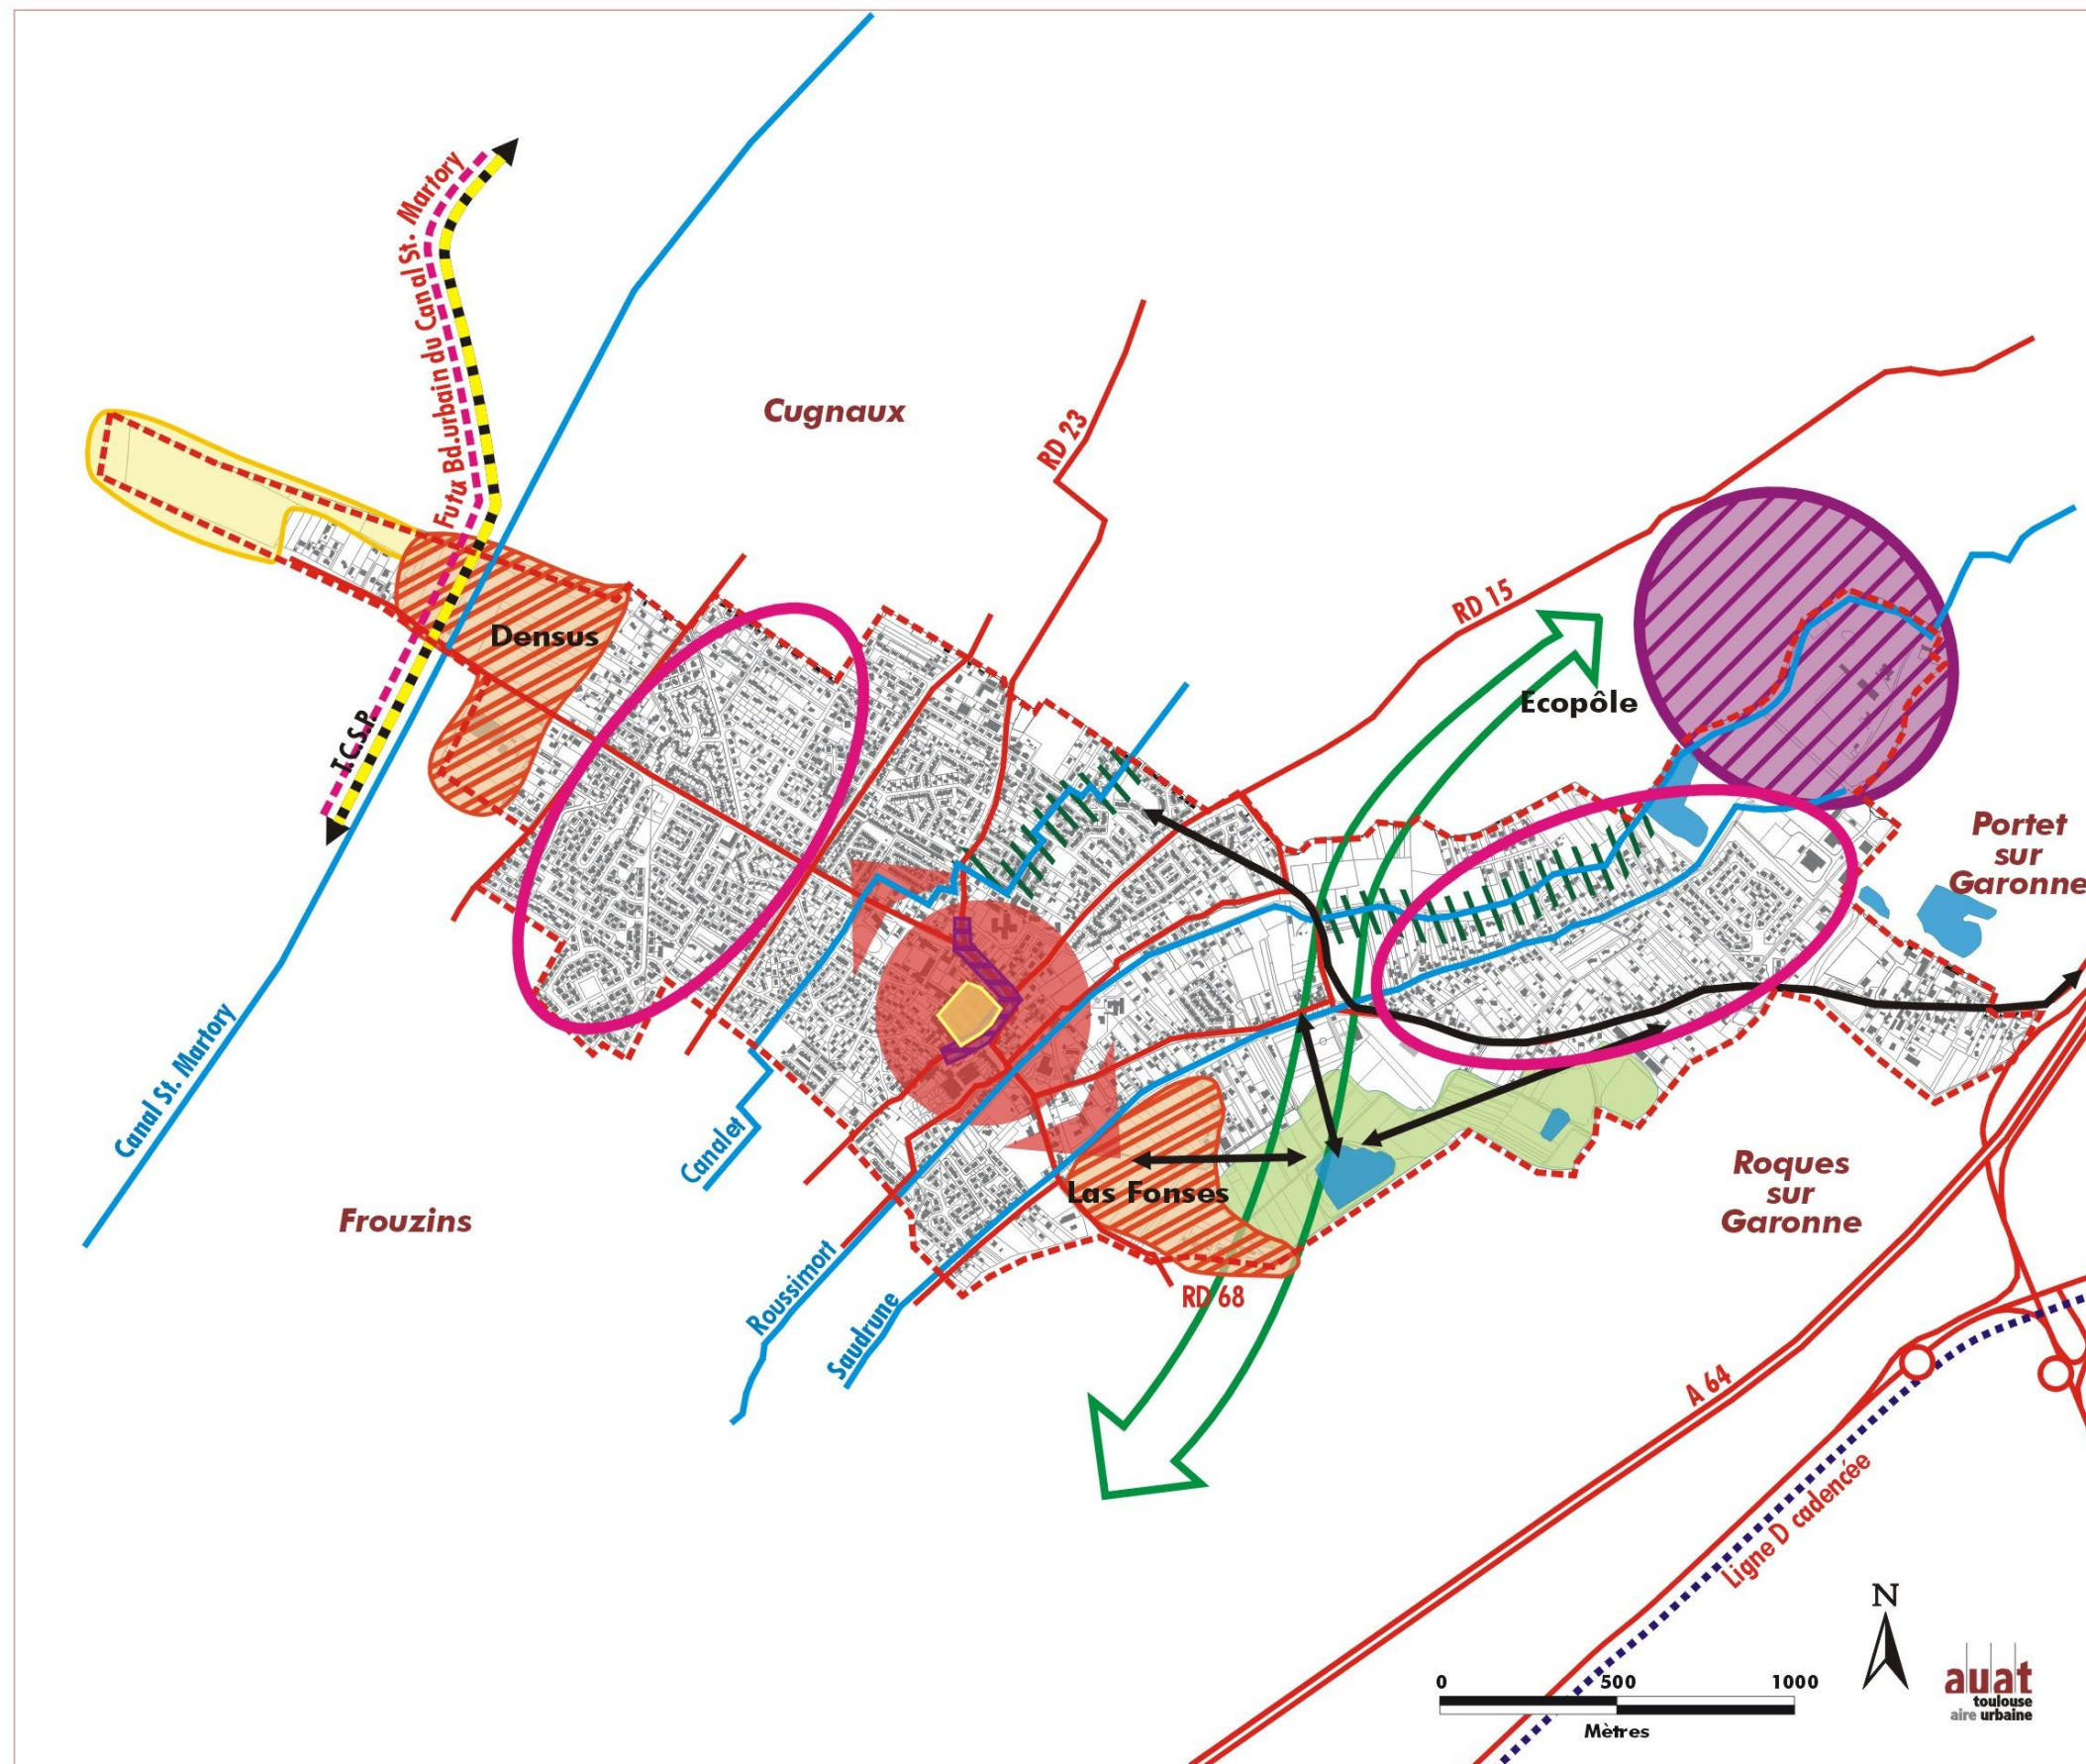 Futur Bd.urbain du Canal St. Martory
Cugnaux
RD 23
RD 15
Densus
Ecopôle
T.C.S.P.
Portet
sur
Garonne
Canal St. Martory
Canalet
Frouzins
Las Fonses
Roques
sur
Garonne
Roussimort
Saudrune
RD 68
A 64
Ligne D cadencée
N
0 500 1000
Mètres
auat
toulouse
aire urbaine